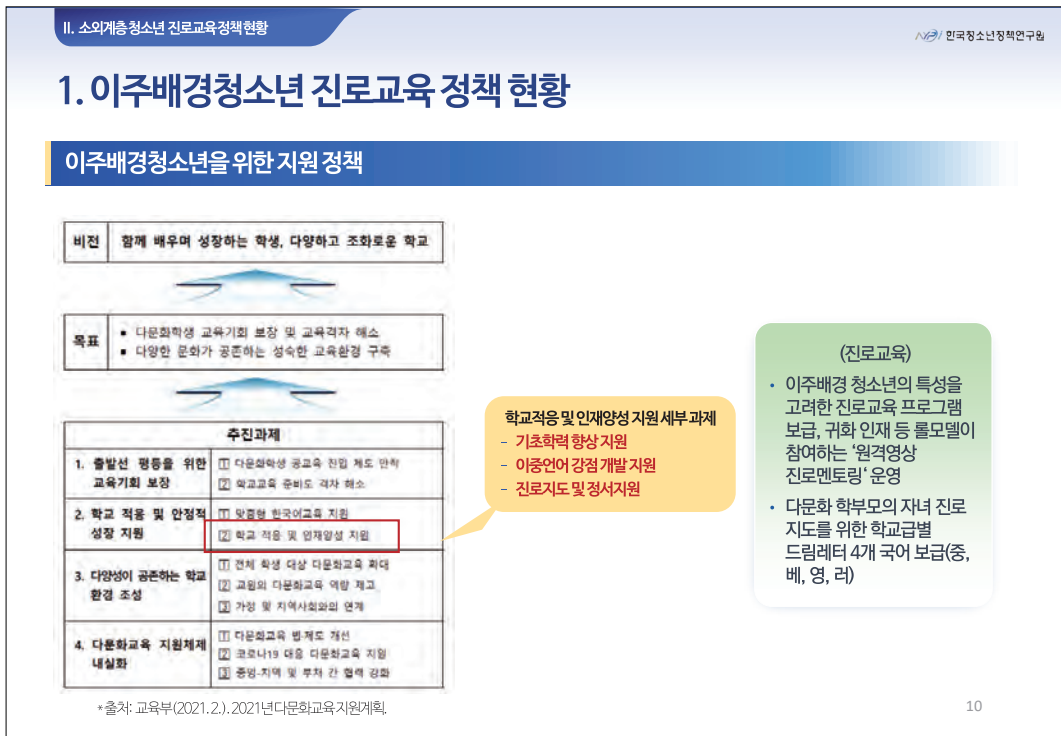 II. 소외계층 청소년 진로교육 정책 현황
NYPI 한국청소년정책연구원
1. 이주배경청소년 진로교육 정책 현황
이주배경청소년을 위한 지원 정책
비전 함께 배우며 성장하는 학생, 다양하고 조화로운 학교
목표
▪ 다문화학생 교육기회 보장 및 교육격차 해소
▪ 다양한 문화가 공존하는 성숙한 교육환경 구축
추진과제
1. 출발선 평등을 위한
교육기회 보장
1 다문화학생 공교육 진입 제도 안착
2 학교교육 준비도 격차 해소
2. 학교 적응 및 안정적
성장 지원
1 맞춤형 한국어교육 지원
2 학교 적응 및 인재양성 지원
3. 다양성이 공존하는 학교
환경 조성
1 전체 학생 대상 다문화교육 확대
2 교원의 다문화교육 역량 제고
3 가정 및 지역사회와의 연계
4. 다문화교육 지원체제
내실화
1 다문화교육 법·제도 개선
2 코로나19 대응 다문화교육 지원
3 중앙-지역 및 부처 간 협력 강화
학교적응 및 인재양성 지원 세부 과제
- 기초학력 향상 지원
- 이중언어 강점 개발 지원
- 진로지도 및 정서지원
(진로교육)
• 이주배경 청소년의 특성을
고려한 진로교육 프로그램
보급, 귀화 인재 등 롤모델이
참여하는 ‘원격영상
진로멘토링‘ 운영
• 다문화 학부모의 자녀 진로
지도를 위한 학교급별
드림레터 4개 국어 보급(중,
베, 영, 러)
*출처: 교육부(2021. 2.). 2021년 다문화교육 지원계획.
10